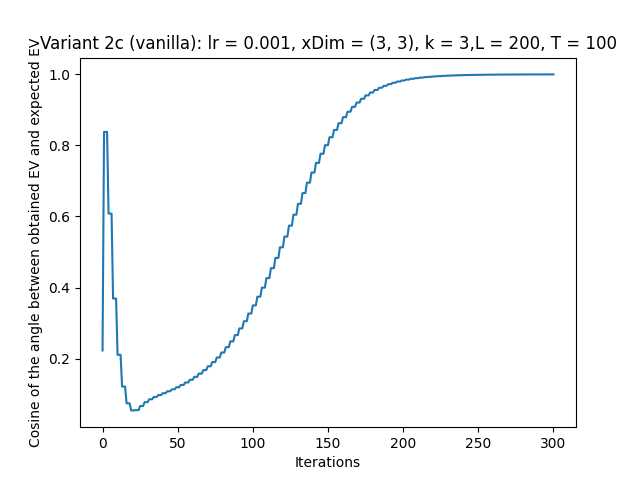 Variant 2c (vanilla): lr = 0.001, xDim = (3, 3), k = 3,L = 200, T = 100
Cosine of the angle between obtained EV and expected EV
1.0
0.8
0.6
0.4
0.2
0 50 100 150 200 250 300
Iterations